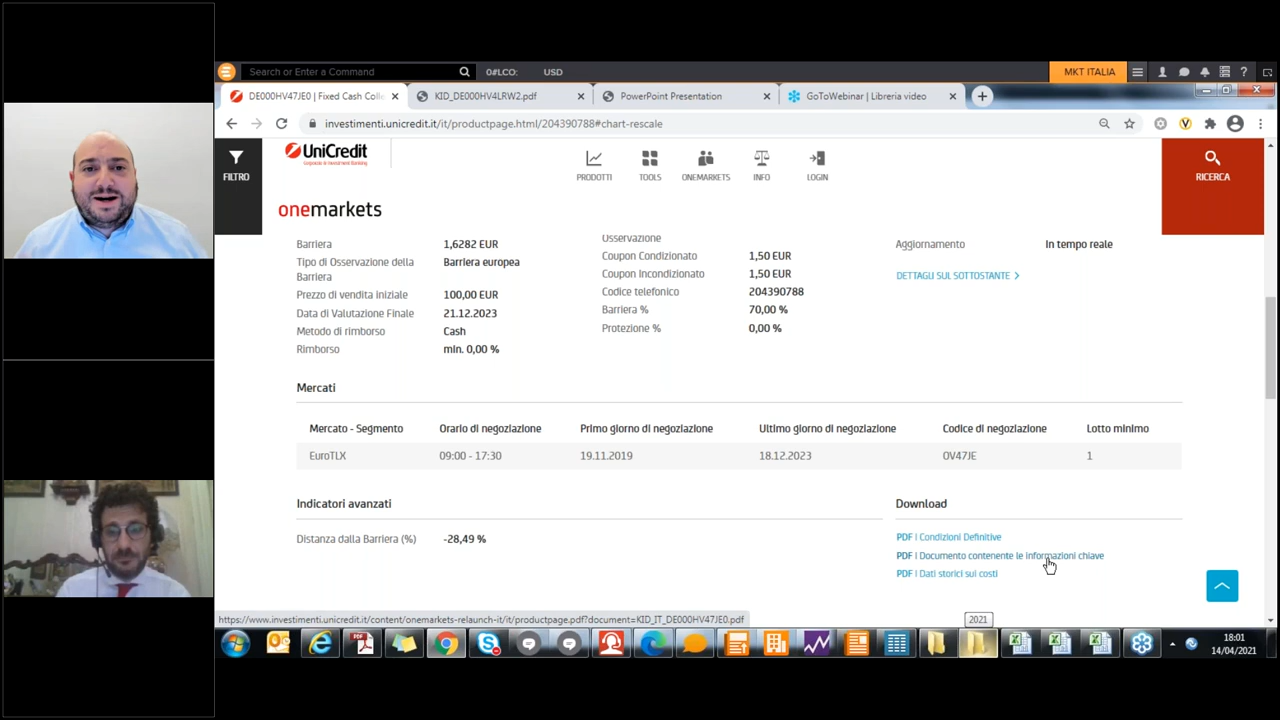 Search or Enter a Command
0#LCO:
USD
MKT ITALIA
?
DE000HV47JE0 | Fixed Cash Colle
KID_DE000HV4LRW2.pdf
PowerPoint Presentation
GoToWebinar | Libreria video
investimenti.unicredit.it/it/productpage.html/204390788#chart-rescale
FILTRO
UniCredit
Corporate & Investment Banking
PRODOTTI
TOOLS
ONEMARKETS
INFO
LOGIN
RICERCA
onemarkets
Barriera 1,6282 EUR
Tipo di Osservazione della Barriera europea
Barriera
Prezzo di vendita iniziale 100,00 EUR
Data di Valutazione Finale 21.12.2023
Metodo di rimborso Cash
Rimborso min. 0,00 %
Osservazione
Coupon Condizionato 1,50 EUR
Coupon Incondizionato 1,50 EUR
Codice telefonico 204390788
Barriera % 70,00 %
Protezione % 0,00 %
Aggiornamento In tempo reale
DETTAGLI SUL SOTTOSTANTE
Mercati
Mercato - Segmento Orario di negoziazione Primo giorno di negoziazione Ultimo giorno di negoziazione Codice di negoziazione Lotto minimo
EuroTLX 09:00 - 17:30 19.11.2019 18.12.2023 OV47JE 1
Indicatori avanzati
Distanza dalla Barriera (%) -28,49 %
Download
PDF | Condizioni Definitive
PDF | Documento contenente le informazioni chiave
PDF | Dati storici sui costi
https://www.investimenti.unicredit.it/content/onemarkets-relaunch-it/it/productpage.pdf?document=KID_IT_DE000HV47JE0.pdf
2021
18:01
14/04/2021